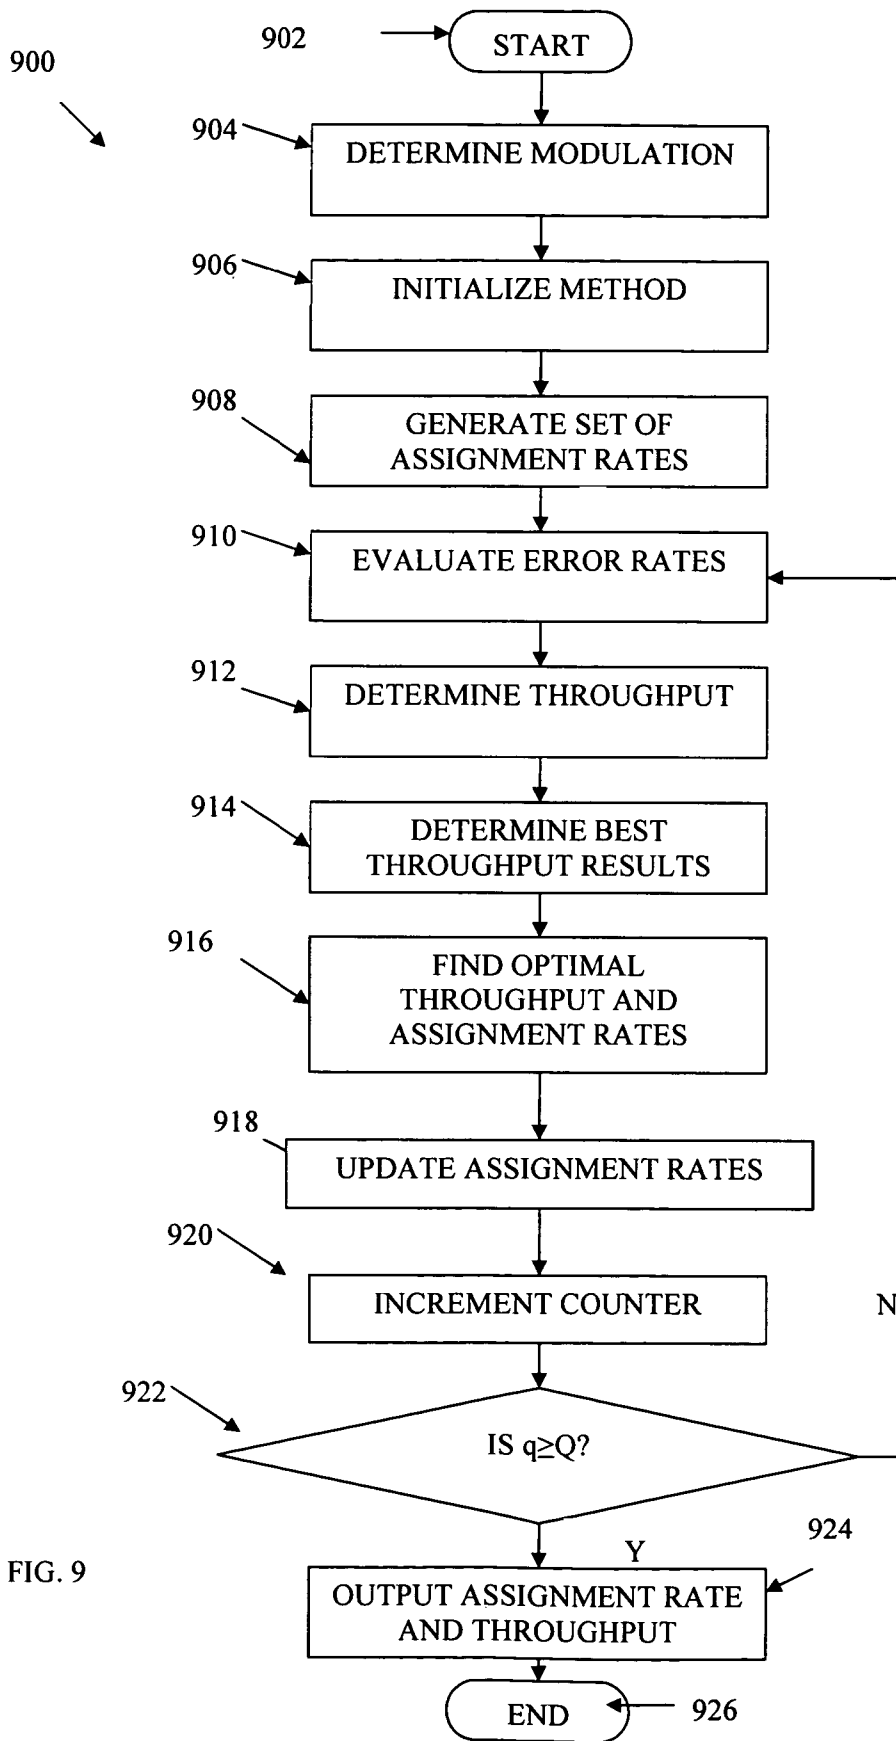 902
START
900
904
DETERMINE MODULATION
906
INITIALIZE METHOD
908
GENERATE SET OF
ASSIGNMENT RATES
910
EVALUATE ERROR RATES
912
DETERMINE THROUGHPUT
914
DETERMINE BEST
THROUGHPUT RESULTS
916
FIND OPTIMAL
THROUGHPUT AND
ASSIGNMENT RATES
918
UPDATE ASSIGNMENT RATES
920
INCREMENT COUNTER
N
922
IS q≥Q?
924
Y
FIG. 9
OUTPUT ASSIGNMENT RATE
AND THROUGHPUT
END
926